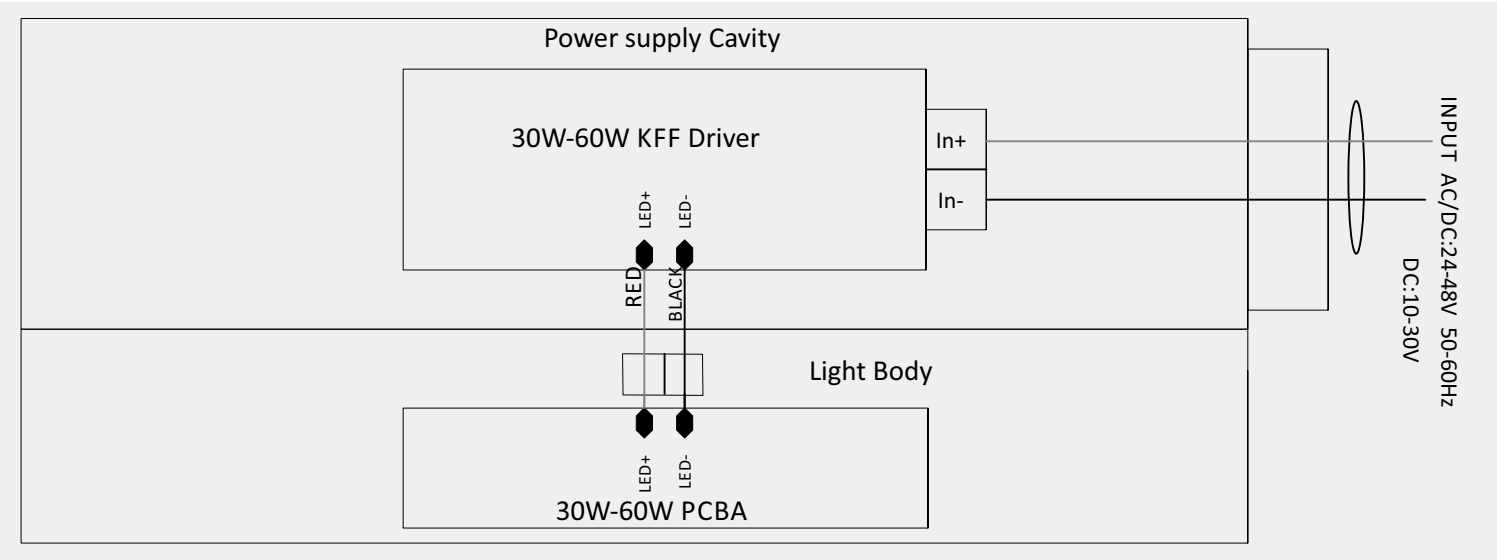 Power supply Cavity
30W-60W KFF Driver
In+
In-
LED+
LED-
RED
BLACK
INPUT AC/DC:24-48V 50-60Hz
DC:10-30V
Light Body
LED+
LED-
30W-60W PCBA